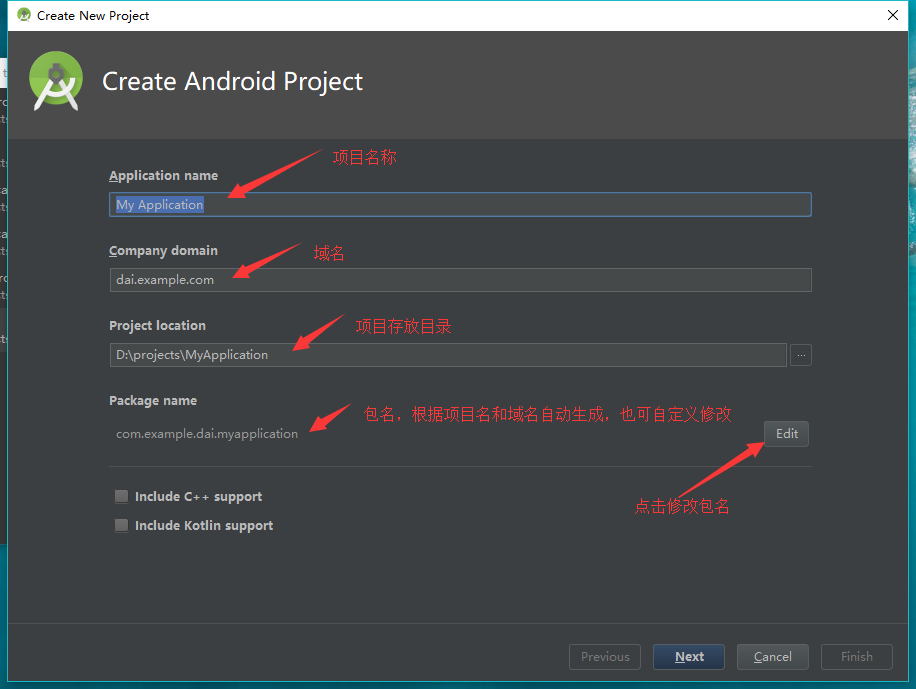 Create New Project
Create Android Project
项目名称
Application name
My Application
Company domain
域名
dai.example.com
Project location
项目存放目录
D:\projects\MyApplication
...
Package name
包名，根据项目名和域名自动生成，也可自定义修改
com.example.dai.myapplication
Edit
Include C++ support
点击修改包名
Include Kotlin support
Previous
Next
Cancel
Finish